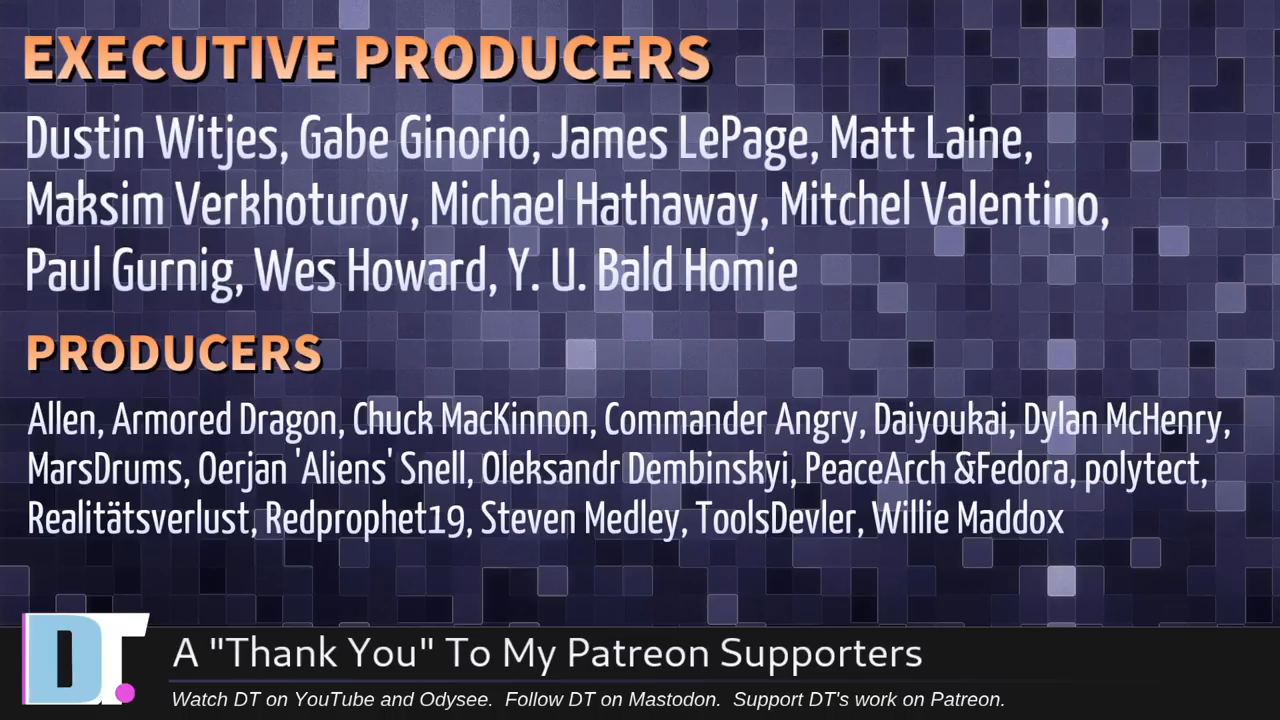 EXECUTIVE PRODUCERS
Dustin Witjes, Gabe Ginorio, James LePage, Matt Laine,
Maksim Verkhoturov, Michael Hathaway, Mitchel Valentino,
Paul Gurnig, Wes Howard, Y. U. Bald Homie
PRODUCERS
Allen, Armored Dragon, Chuck MacKinnon, Commander Angry, Daiyoukai, Dylan McHenry,
MarsDrums, Oerjan 'Aliens' Snell, Oleksandr Dembinskyi, PeaceArch &Fedora, polytect,
Realitätsverlust, Redprophet19, Steven Medley, ToolsDevler, Willie Maddox
DT.
A "Thank You" To My Patreon Supporters
Watch DT on YouTube and Odysee. Follow DT on Mastodon. Support DT's work on Patreon.